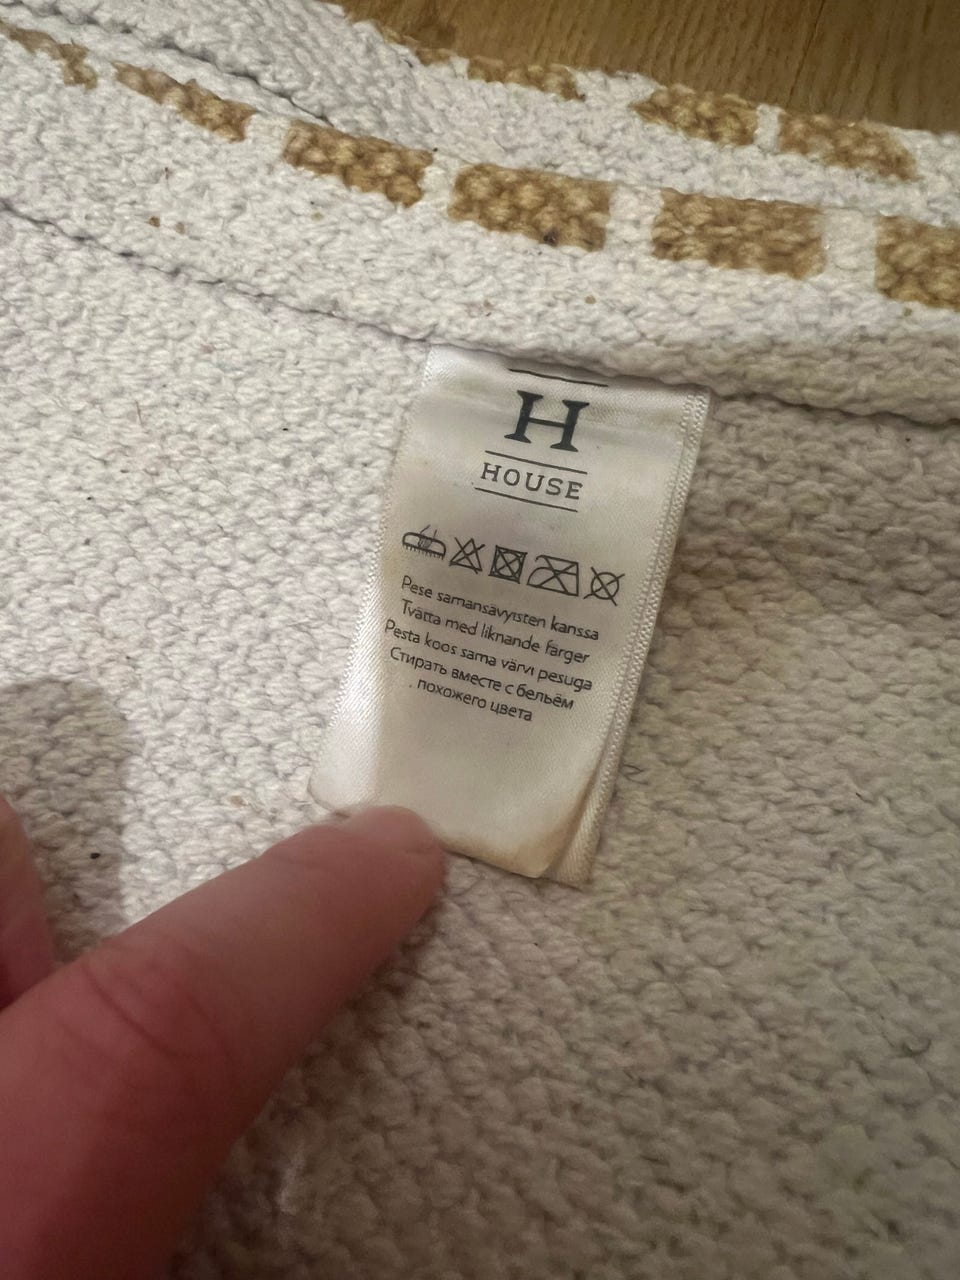 H
HOUSE
Pese samansävyisten kanssa
Tvätta med liknande färger
Pesta koos sama värvi pesuga
Стирать вместе с бельём
похожего цвета